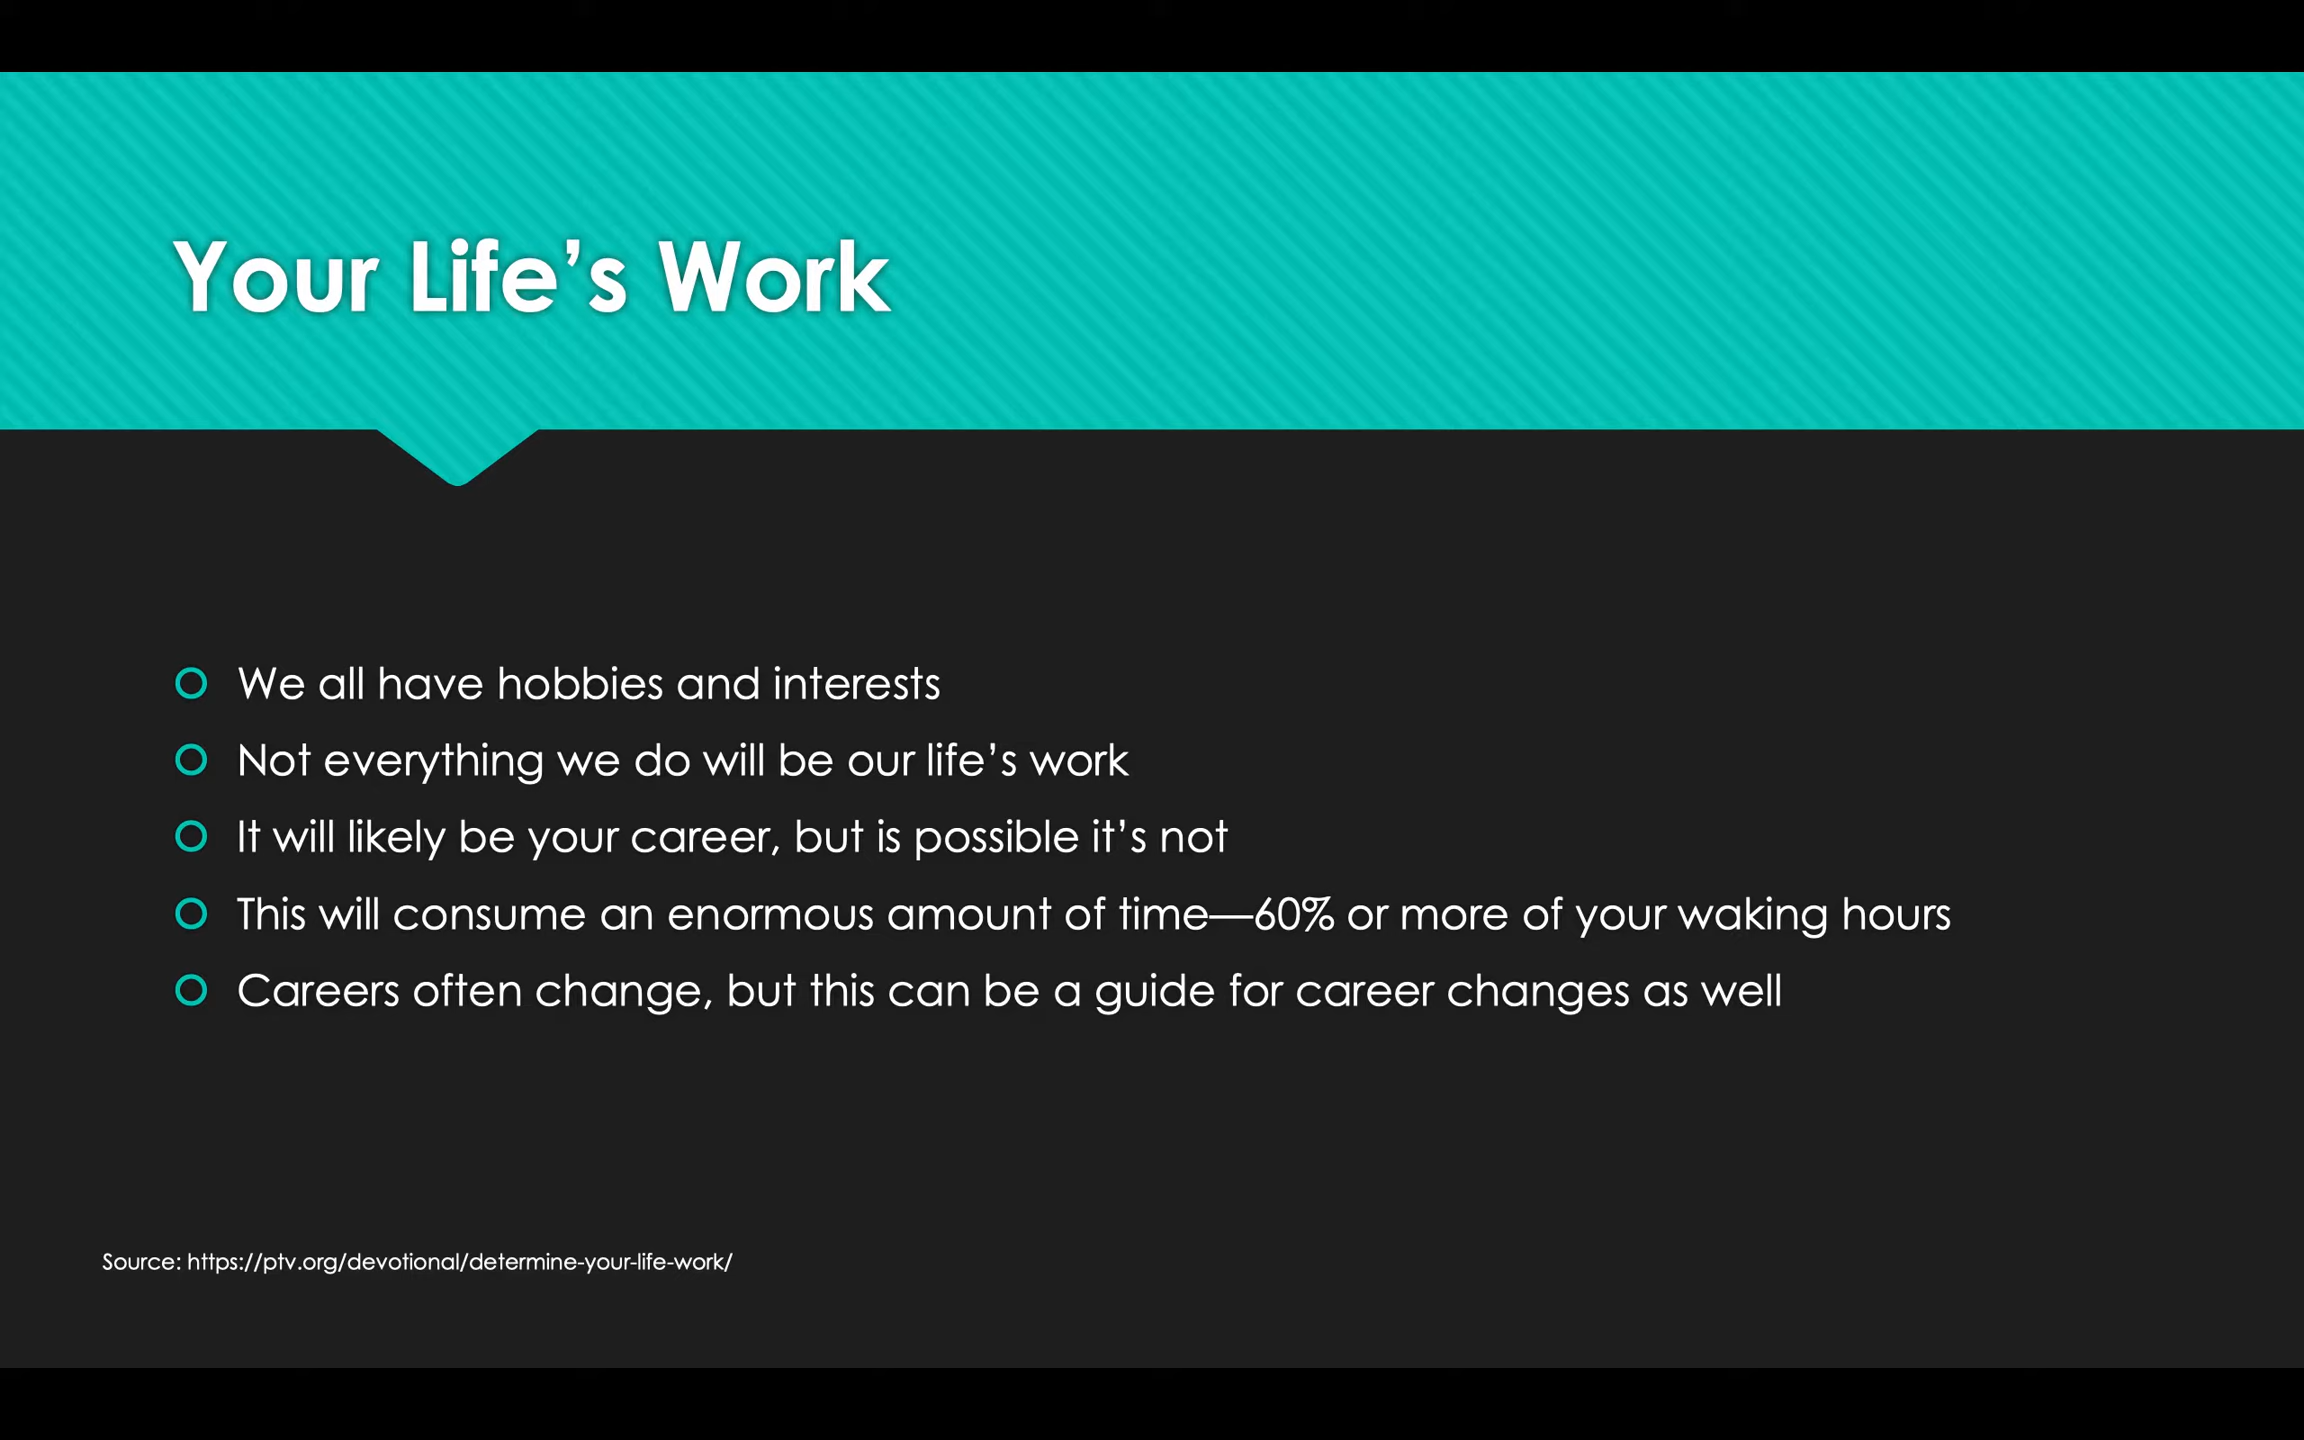 Your Life’s Work
We all have hobbies and interests
Not everything we do will be our life’s work
It will likely be your career, but is possible it’s not
This will consume an enormous amount of time—60% or more of your waking hours
Careers often change, but this can be a guide for career changes as well
Source: https://ptv.org/devotional/determine-your-life-work/